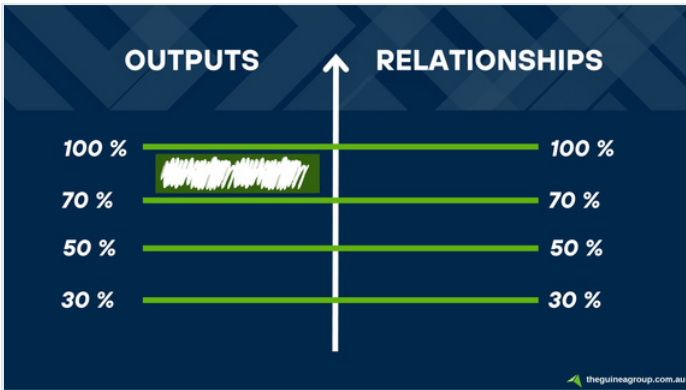 OUTPUTS RELATIONSHIPS
100 % 100 %
70 % 70 %
50 % 50 %
30 % 30 %
theguineagroup.com.au